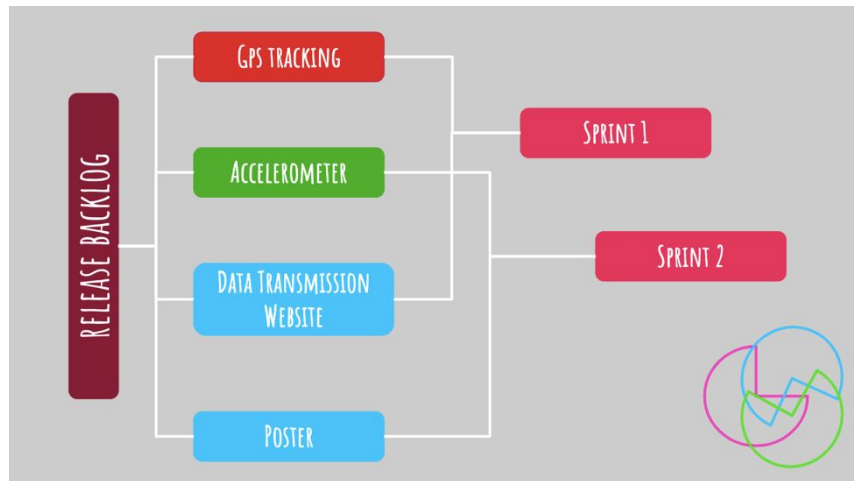 RELEASE BACKLOG
GPS TRACKING
ACCELEROMETER
DATA TRANSMISSION
WEBSITE
POSTER
SPRINT 1
SPRINT 2